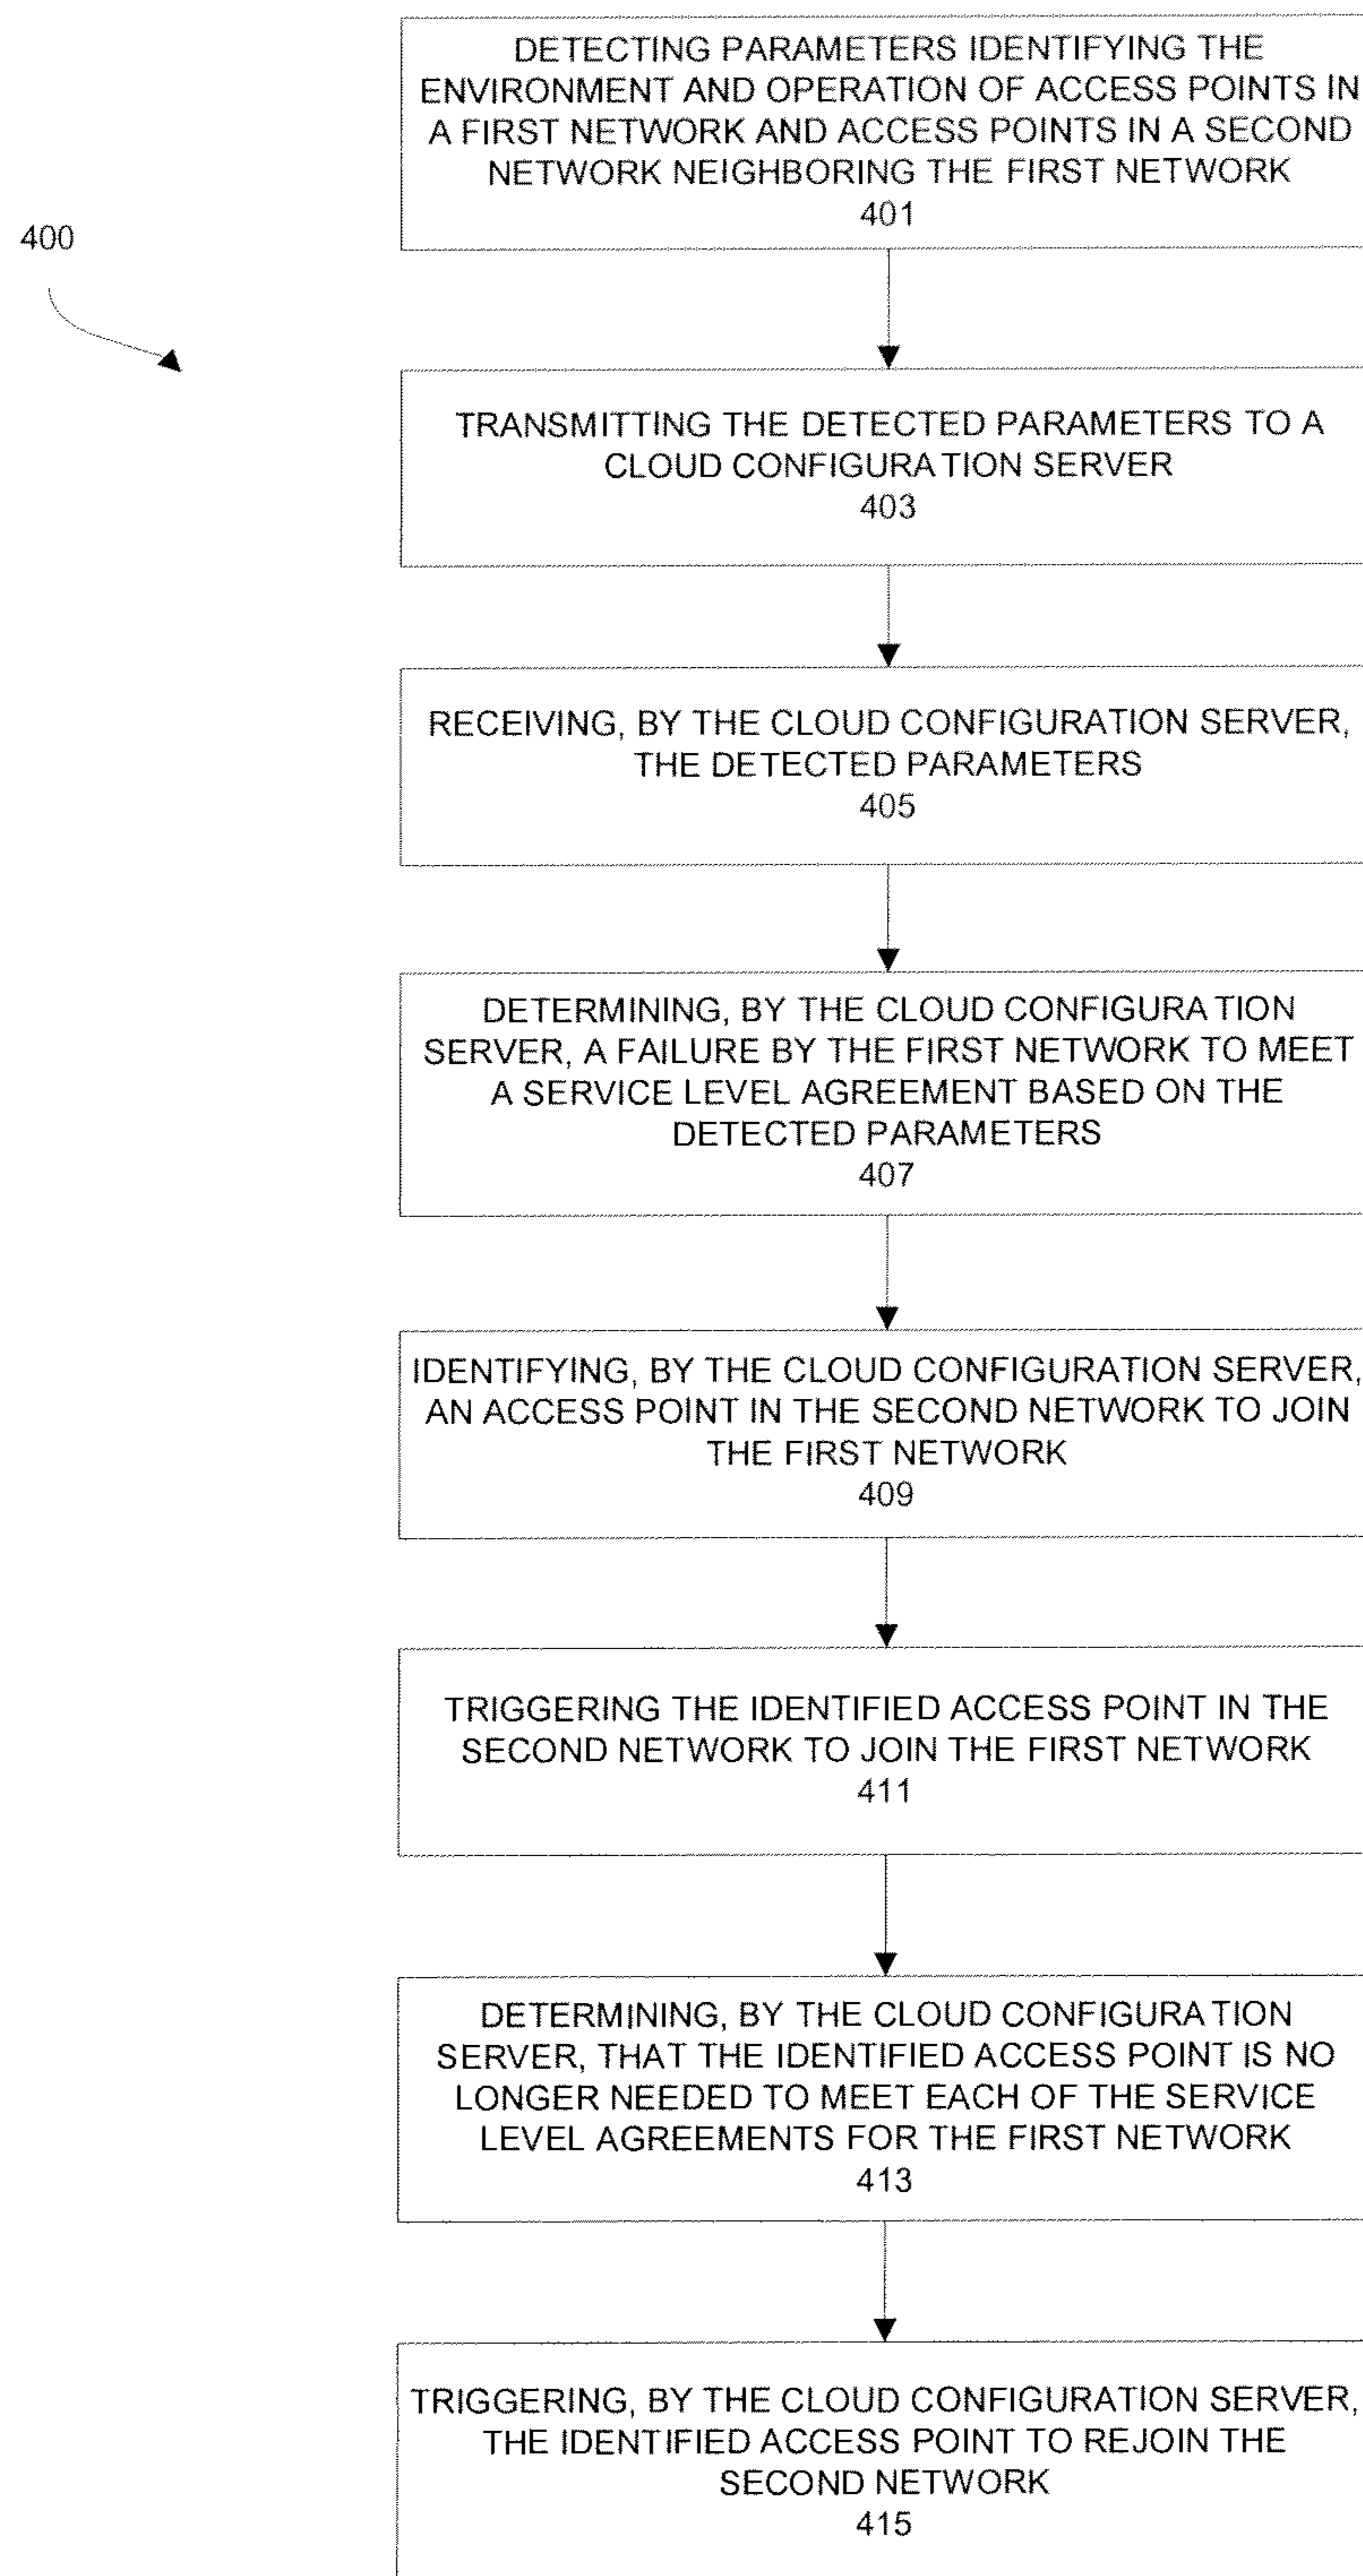 DETECTING PARAMETERS IDENTIFYING THE
ENVIRONMENT AND OPERATION OF ACCESS POINTS IN
A FIRST NETWORK AND ACCESS POINTS IN A SECOND
NETWORK NEIGHBORING THE FIRST NETWORK
401
400
TRANSMITTING THE DETECTED PARAMETERS TO A
CLOUD CONFIGURATION SERVER
403
RECEIVING, BY THE CLOUD CONFIGURATION SERVER,
THE DETECTED PARAMETERS
405
DETERMINING, BY THE CLOUD CONFIGURATION
SERVER, A FAILURE BY THE FIRST NETWORK TO MEET
A SERVICE LEVEL AGREEMENT BASED ON THE
DETECTED PARAMETERS
407
IDENTIFYING, BY THE CLOUD CONFIGURATION SERVER,
AN ACCESS POINT IN THE SECOND NETWORK TO JOIN
THE FIRST NETWORK
409
TRIGGERING THE IDENTIFIED ACCESS POINT IN THE
SECOND NETWORK TO JOIN THE FIRST NETWORK
411
DETERMINING, BY THE CLOUD CONFIGURATION
SERVER, THAT THE IDENTIFIED ACCESS POINT IS NO
LONGER NEEDED TO MEET EACH OF THE SERVICE
LEVEL AGREEMENTS FOR THE FIRST NETWORK
413
TRIGGERING, BY THE CLOUD CONFIGURATION SERVER,
THE IDENTIFIED ACCESS POINT TO REJOIN THE
SECOND NETWORK
415